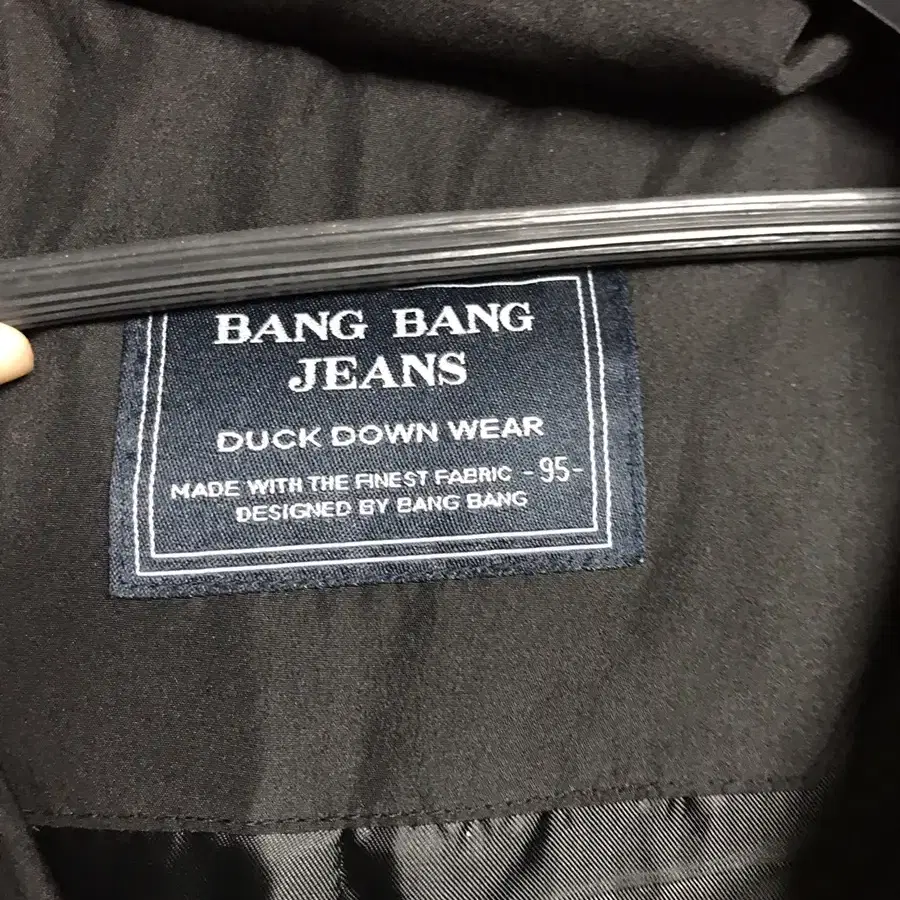 BANG BANG
JEANS
DUCK DOWN WEAR
MADE WITH THE FINEST FABRIC -95-
DESIGNED BY BANG BANG